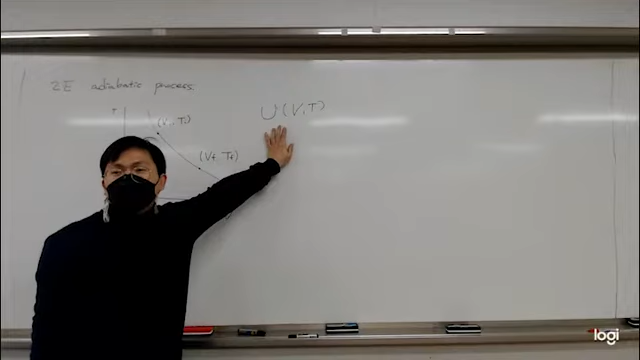 2E adiabatic process
T
(Vi, Ti)
U(V,T)
(Vf Tf)
logi